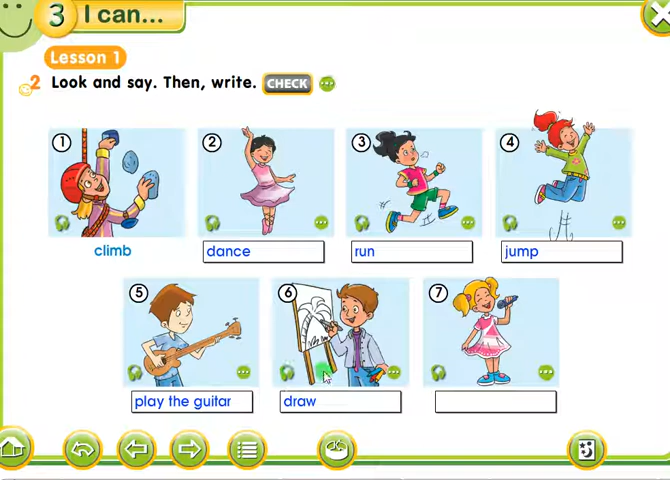 3 I can...
Lesson 1
2 Look and say. Then, write. CHECK
1 2 3 4
climb dance run jump
5 6 7
play the guitar draw